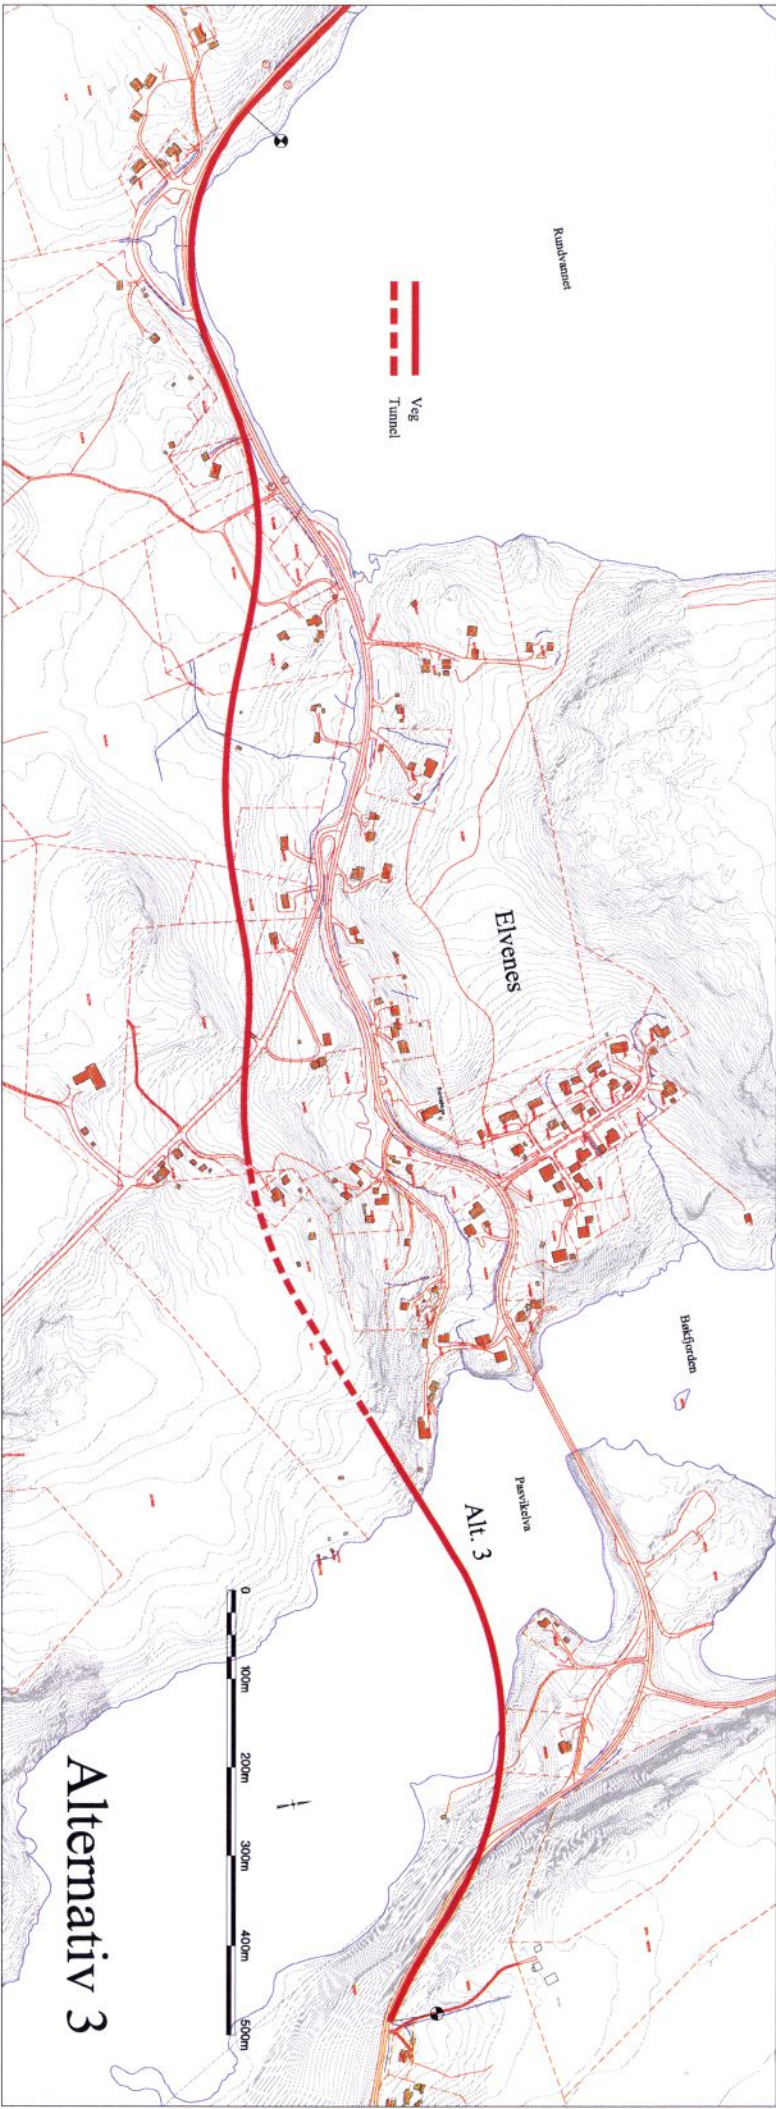 Rundvannet
Veg
Tunnel
Elvenes
Bøkfjorden
Pasvikelva
Alt. 3
0
100m
200m
300m
400m
500m
Alternativ 3